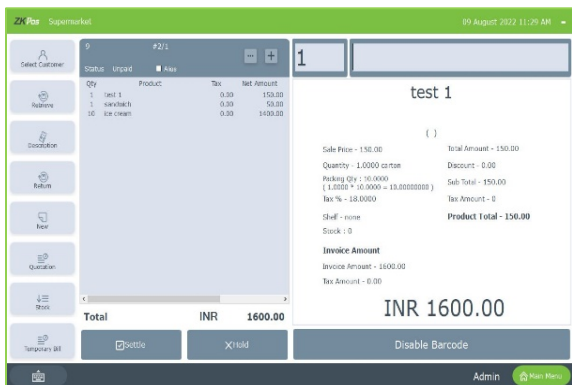 ZKPos Supermarket
09 August 2022 11:29 AM
Select Customer
Retrieve
Description
Return
New
Quotation
Stock
Temporary Bill
9 #2/1
Status Unpaid
Qty Product Tax Net Amount
1 test 1 0.00 150.00
1 sandwich 0.00 50.00
10 ice cream 0.00 1400.00
Total INR 1600.00
Settle
Hold
1
test 1
( )
Sale Price - 150.00
Total Amount - 150.00
Quantity - 1.0000 carton
Discount - 0.00
Packing Qty : 10.0000
( 1.0000 * 10.0000 = 10.00000000 )
Sub Total - 150.00
Tax % - 18.0000
Tax Amount - 0
Shelf - none
Product Total - 150.00
Stock : 0
Invoice Amount
Invoice Amount - 1600.00
Tax Amount - 0.00
INR 1600.00
Disable Barcode
Admin
Main Menu